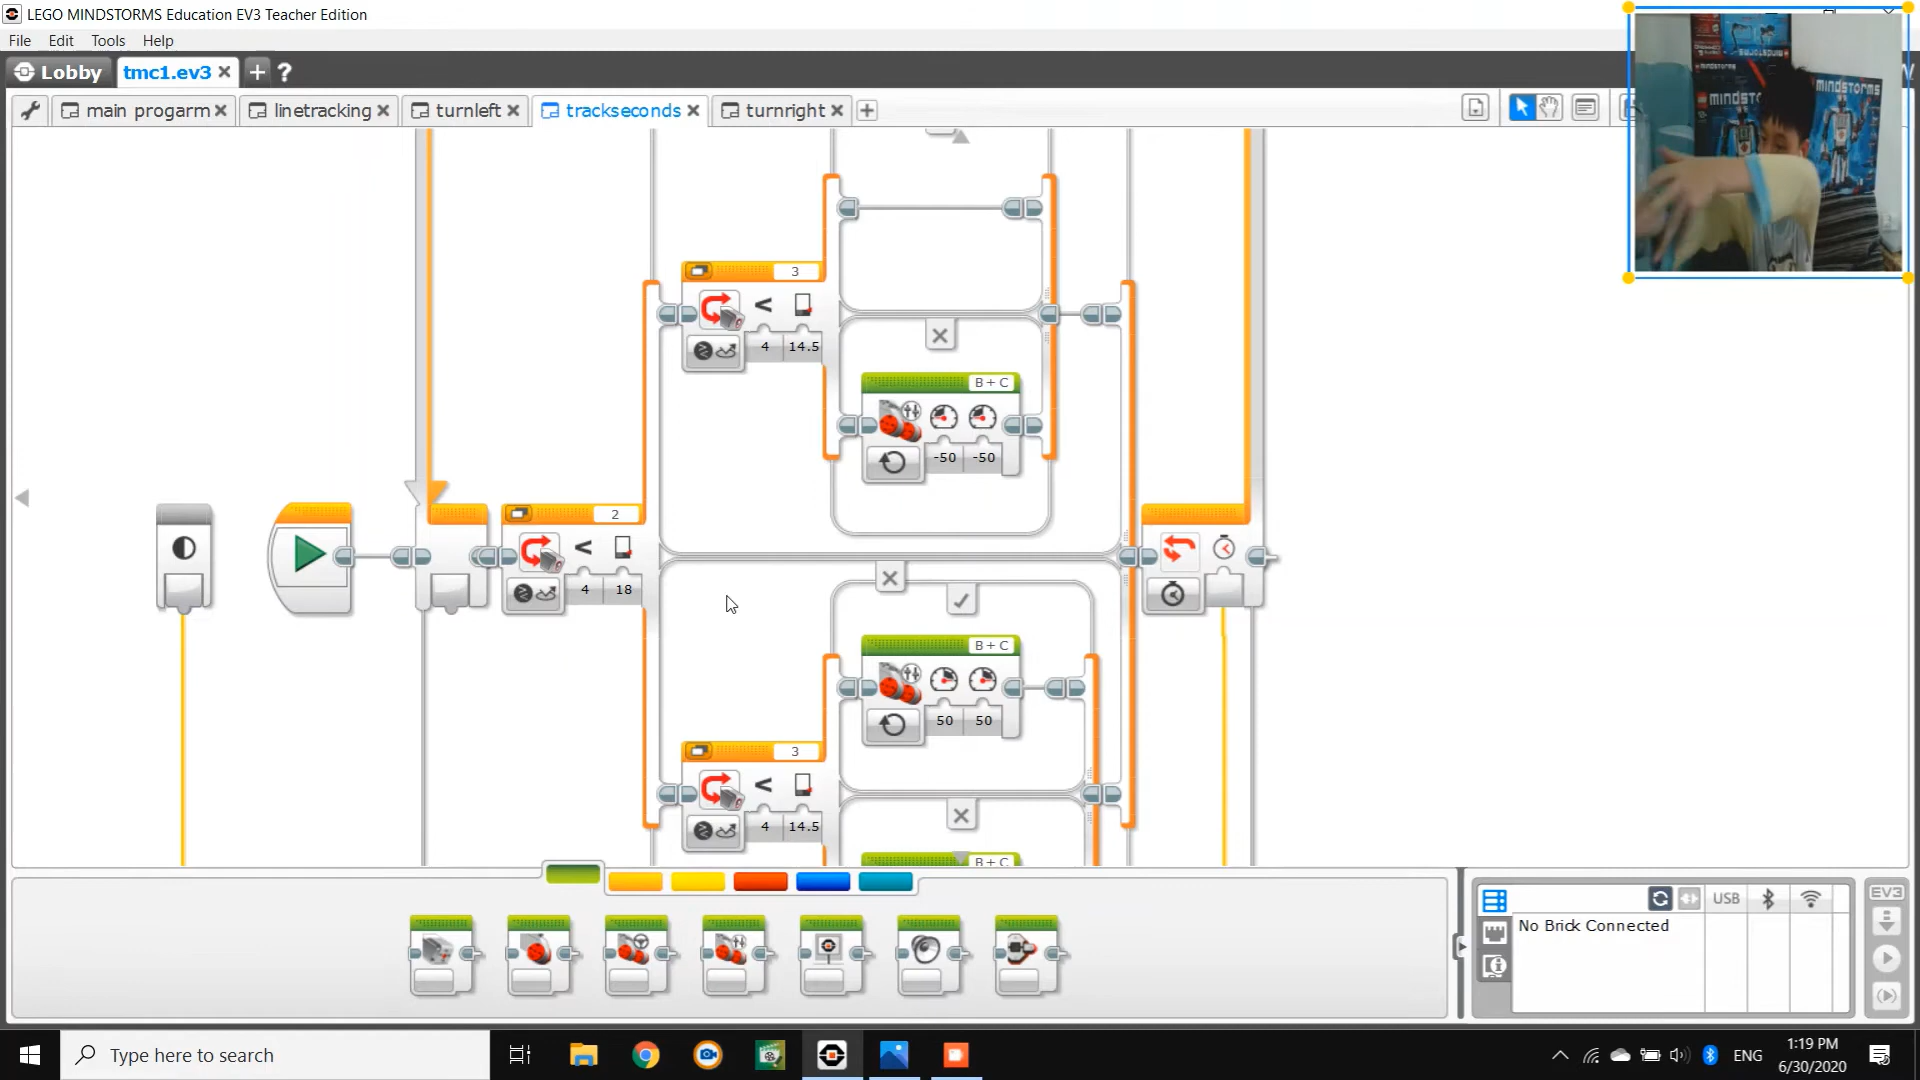 LEGO MINDSTORMS Education EV3 Teacher Edition
File Edit Tools Help
Lobby tmc1.ev3 + ?
main progarm linetracking turnleft trackseconds turnright
mindstorms
MINDSTORMS
3
<
4 14.5
B + C
-50 -50
2
<
4 18
B + C
50 50
3
<
4 14.5
B + C
USB
EV3
No Brick Connected
Type here to search
ENG
1:19 PM
6/30/2020